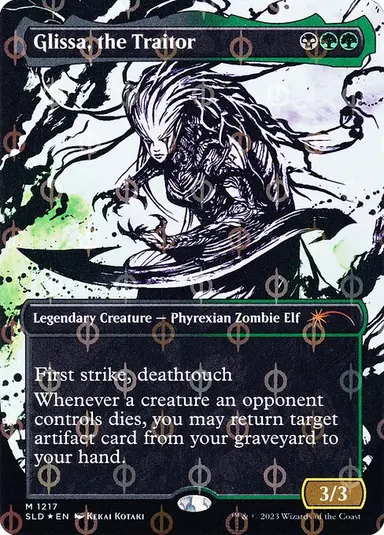 Glissa, the Traitor
Legendary Creature — Phyrexian Zombie Elf
First strike, deathtouch
Whenever a creature an opponent
controls dies, you may return target
artifact card from your graveyard to
your hand.
3/3
M 1217
SLD ★ EN Kekai Kotaki
™ & © 2023 Wizards of the Coast